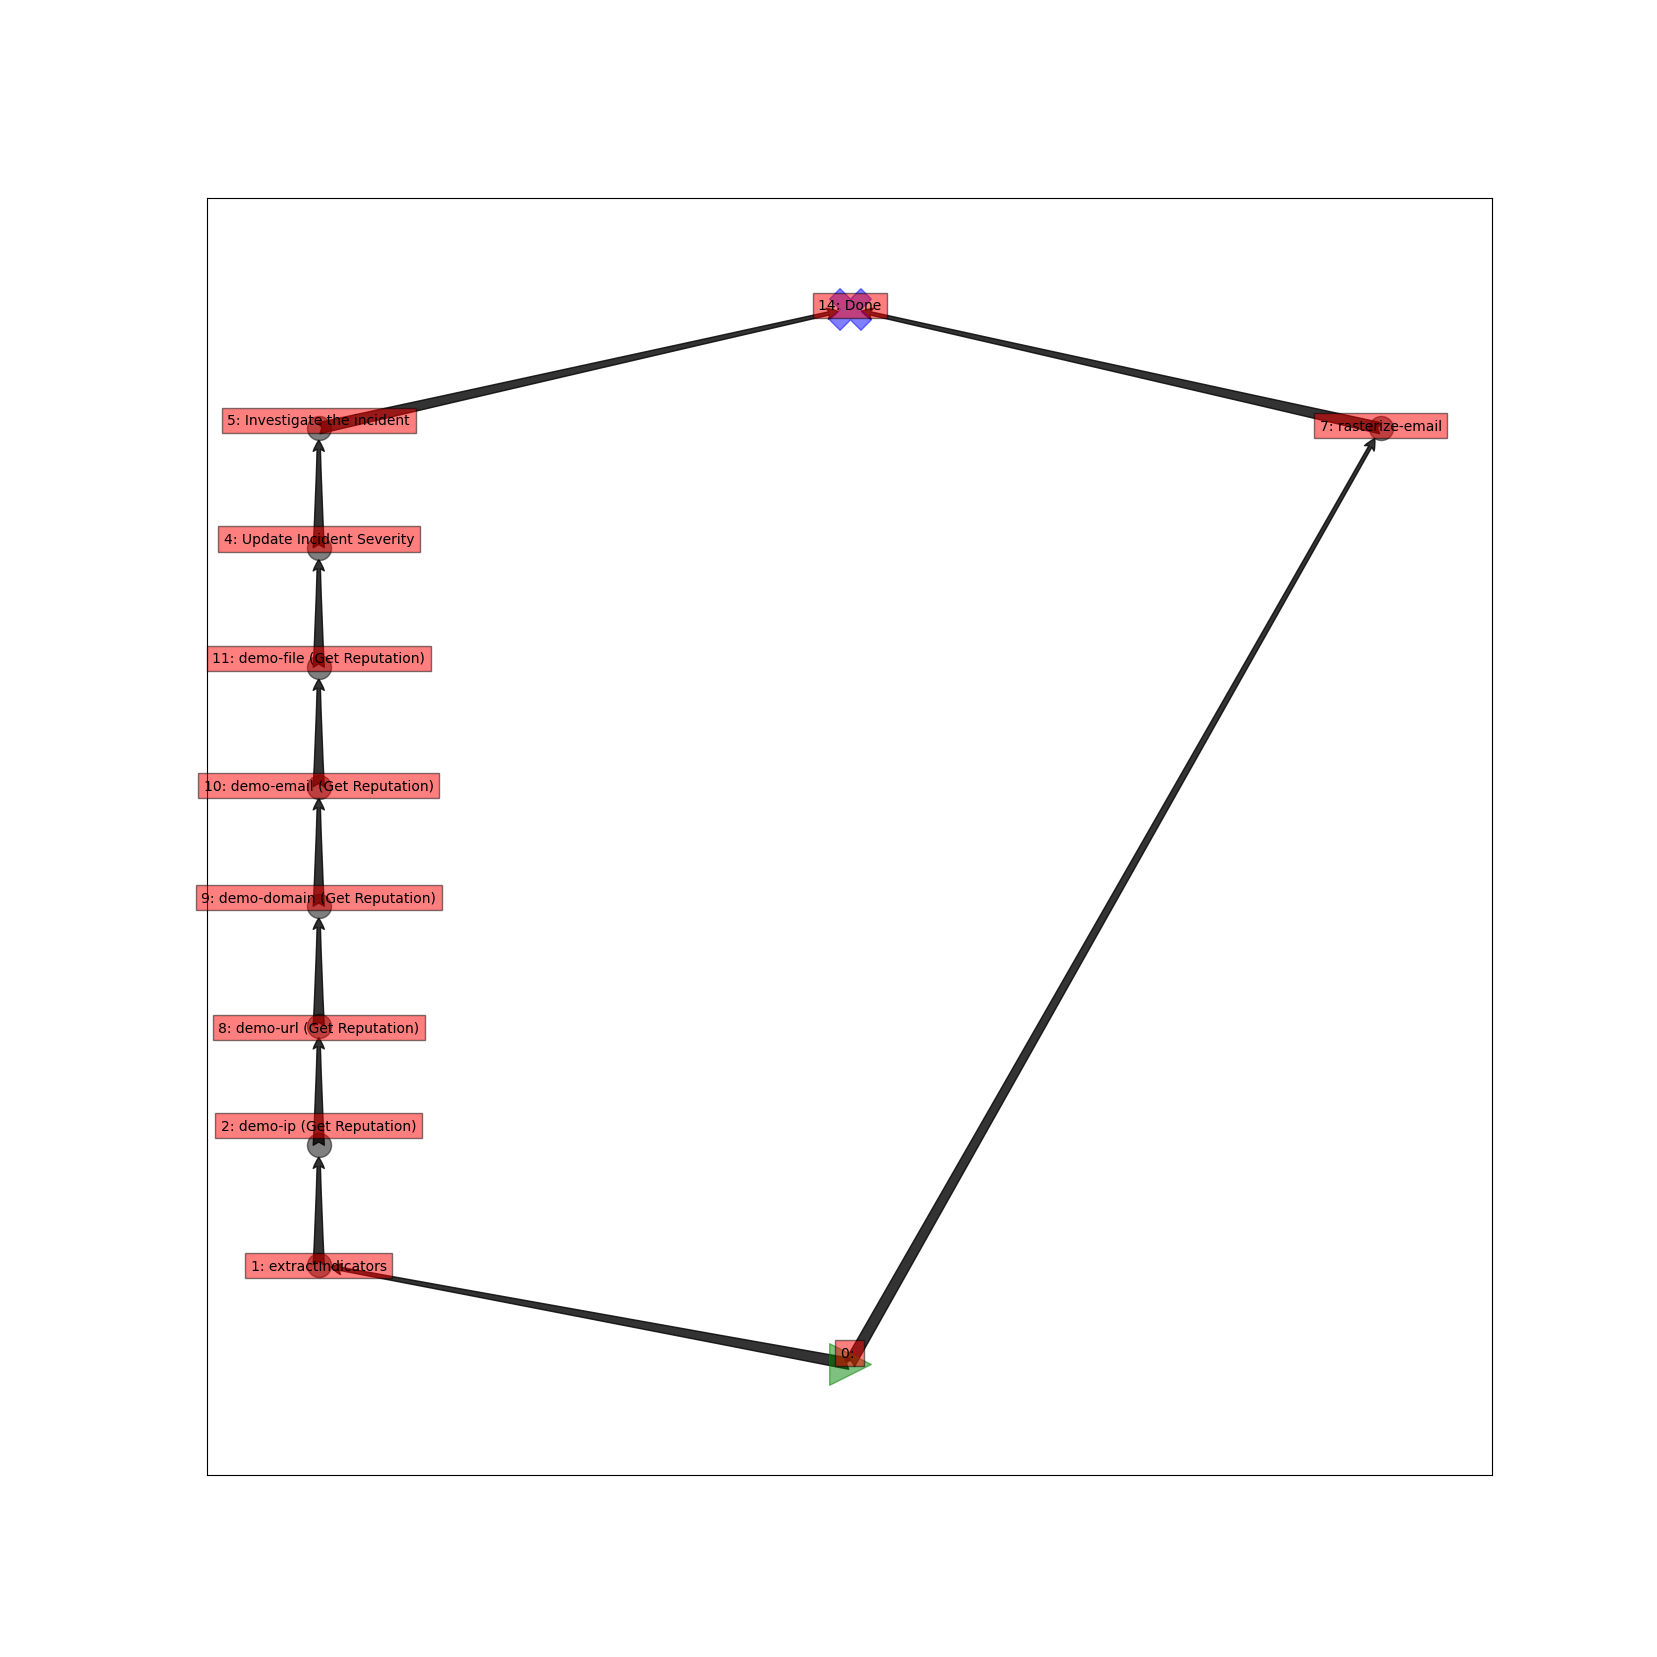 14: Done
5: Investigate the incident
7: rasterize-email
4: Update Incident Severity
11: demo-file (Get Reputation)
10: demo-email (Get Reputation)
9: demo-domain (Get Reputation)
8: demo-url (Get Reputation)
2: demo-ip (Get Reputation)
1: extractIndicators
0: